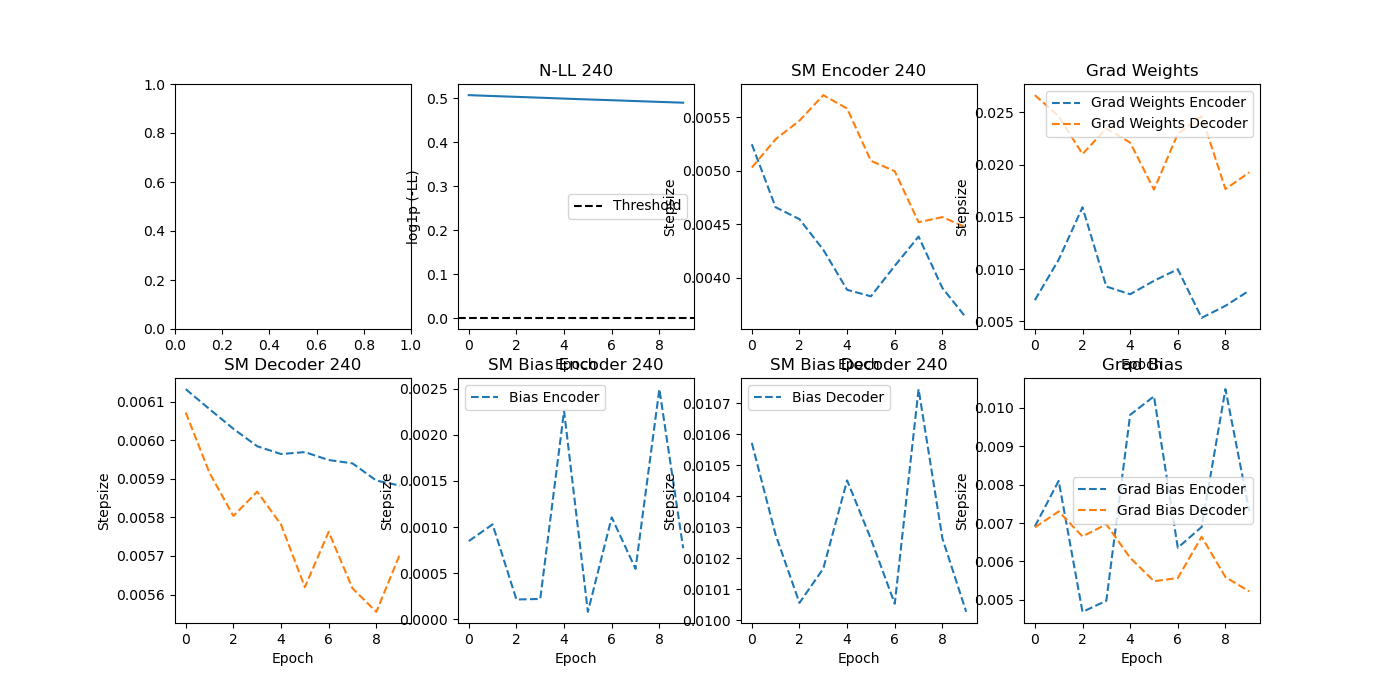 N-LL 240
SM Encoder 240
Grad Weights
1.0
0.8
0.6
0.4
0.2
0.0
0.0 0.2 0.4 0.6 0.8 1.0
log1p (-LL)
0.5
0.4
0.3
0.2
0.1
0.0
Threshold
0 2 4 6 8
Epoch
Stepsize
0.0055
0.0050
0.0045
0.0040
0 2 4 6 8
Epoch
Stepsize
0.025
0.020
0.015
0.010
0.005
Grad Weights Encoder
Grad Weights Decoder
0 2 4 6 8
Epoch
SM Decoder 240
SM Bias Encoder 240
SM Bias Decoder 240
Grad Bias
Stepsize
0.0061
0.0060
0.0059
0.0058
0.0057
0.0056
0 2 4 6 8
Epoch
Stepsize
0.0025
0.0020
0.0015
0.0010
0.0005
0.0000
Bias Encoder
0 2 4 6 8
Epoch
Stepsize
0.0107
0.0106
0.0105
0.0104
0.0103
0.0102
0.0101
0.0100
Bias Decoder
0 2 4 6 8
Epoch
Stepsize
0.010
0.009
0.008
0.007
0.006
0.005
Grad Bias Encoder
Grad Bias Decoder
0 2 4 6 8
Epoch